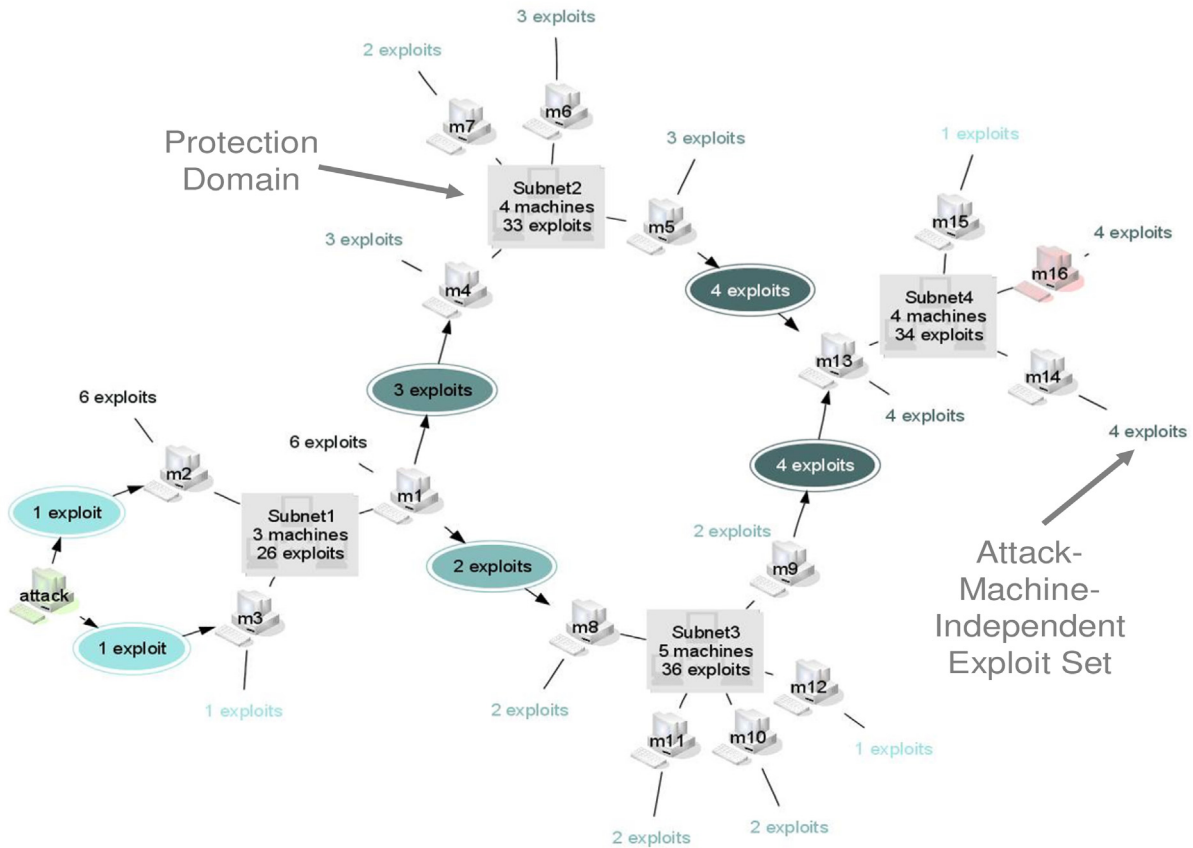 3 exploits
2 exploits
m6
m7
Protection
Domain
3 exploits
1 exploits
Subnet2
4 machines
33 exploits
m5
m15
3 exploits
4 exploits
m16
m4
4 exploits
Subnet4
4 machines
34 exploits
m13
m14
3 exploits
6 exploits
4 exploits
4 exploits
6 exploits
m2
4 exploits
m1
1 exploit
Subnet1
3 machines
26 exploits
2 exploits
Attack-
Machine-
Independent
Exploit Set
2 exploits
m9
attack
m3
m8
1 exploit
Subnet3
5 machines
36 exploits
m12
1 exploits
2 exploits
m11
m10
1 exploits
2 exploits
2 exploits